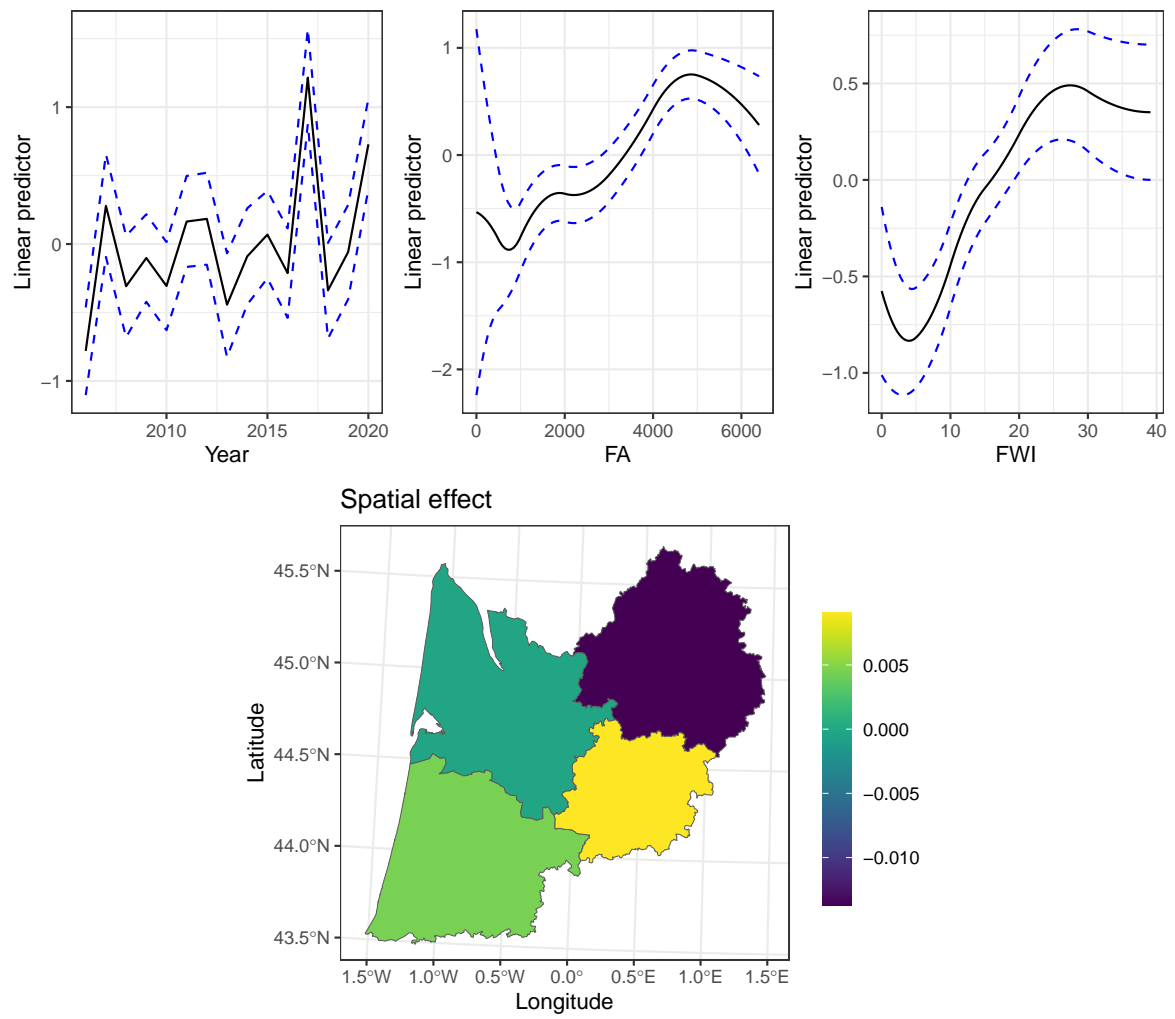 Linear predictor
1
0
−1
2010
2015
2020
Year
Linear predictor
1
0
−1
−2
0
2000
4000
6000
FA
Linear predictor
0.5
0.0
−0.5
−1.0
0
10
20
30
40
FWI
Spatial effect
Latitude
45.5°N
45.0°N
44.5°N
44.0°N
43.5°N
1.5°W
1.0°W
0.5°W
0.0°
0.5°E
1.0°E
1.5°E
Longitude
0.005
0.000
−0.005
−0.010